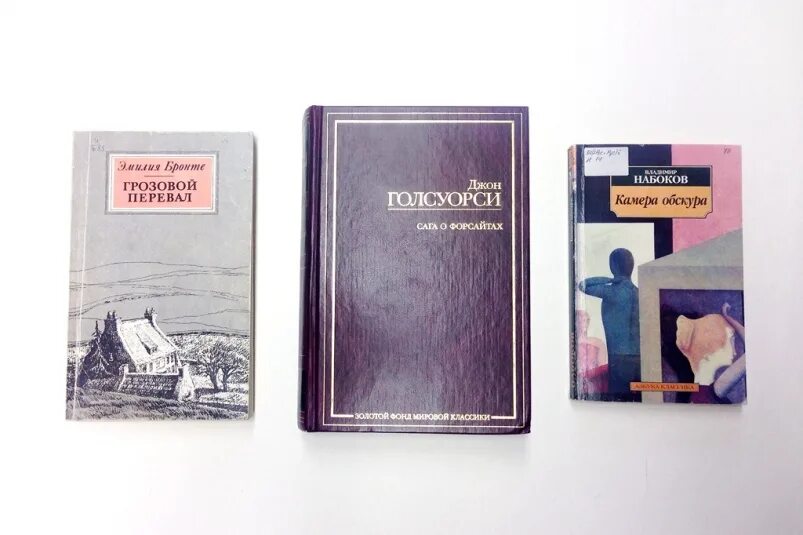 Эмилия Бронте
ГРОЗОВОЙ
ПЕРЕВАЛ
Джон
ГОЛСУОРСИ
САГА О ФОРСАЙТАХ
ЗОЛОТОЙ ФОНД МИРОВОЙ КЛАССИКИ
ВЛАДИМИР
НАБОКОВ
Камера обскура
АЗБУКА КЛАССИКА